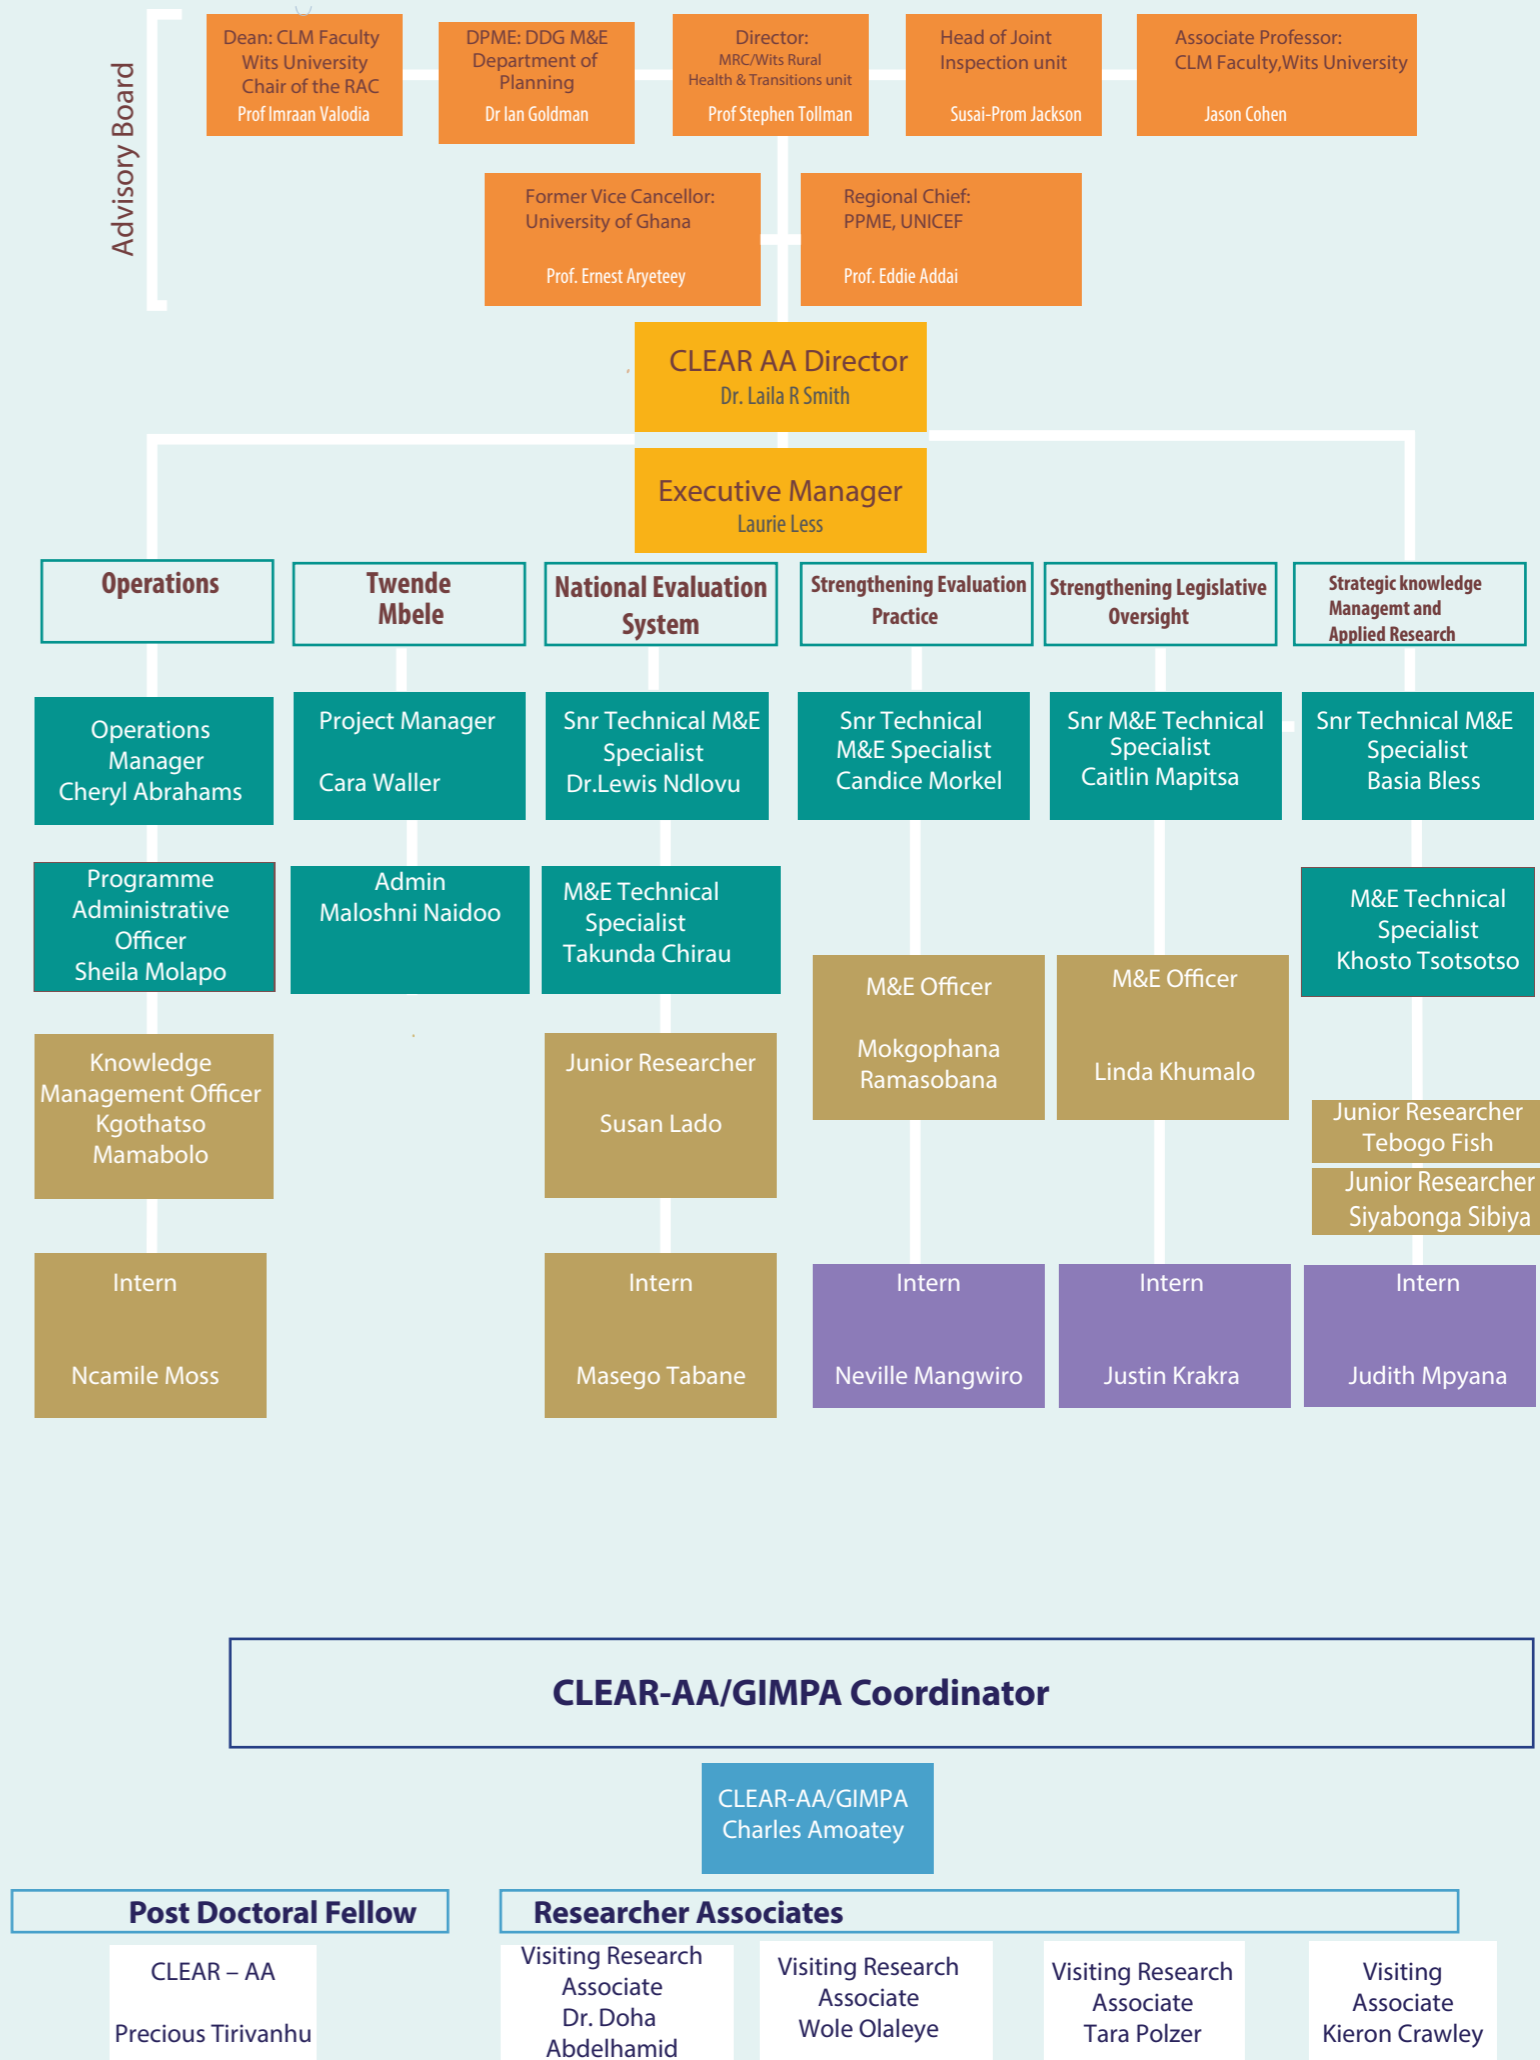 Advisory Board
Dean: CLM Faculty
Wits University
Chair of the RAC
Prof Imraan Valodia
DPME: DDG M&E
Department of
Planning
Dr Ian Goldman
Director:
MRC/Wits Rural
Health & Transitions unit
Prof Stephen Tollman
Head of Joint
Inspection unit
Susai-Prom Jackson
Associate Professor:
CLM Faculty,Wits University
Jason Cohen
Former Vice Cancellor:
University of Ghana
Prof. Ernest Aryeteey
Regional Chief:
PPME, UNICEF
Prof. Eddie Addai
CLEAR AA Director
Dr. Laila R Smith
Executive Manager
Laurie Less
Operations
Twende
Mbele
National Evaluation
System
Strengthening Evaluation
Practice
Strengthening Legislative
Oversight
Strategic knowledge
Managemt and
Applied Research
Operations
Manager
Cheryl Abrahams
Project Manager
Cara Waller
Snr Technical M&E
Specialist
Dr.Lewis Ndlovu
Snr Technical
M&E Specialist
Candice Morkel
Snr M&E Technical
Specialist
Caitlin Mapitsa
Snr Technical M&E
Specialist
Basia Bless
Programme
Administrative
Officer
Sheila Molapo
Admin
Maloshni Naidoo
M&E Technical
Specialist
Takunda Chirau
M&E Technical
Specialist
Khosto Tsotsotso
M&E Officer
Mokgophana
Ramasobana
M&E Officer
Linda Khumalo
Knowledge
Management Officer
Kgothatso
Mamabolo
Junior Researcher
Susan Lado
Junior Researcher
Tebogo Fish
Junior Researcher
Siyabonga Sibiya
Intern
Ncamile Moss
Intern
Masego Tabane
Intern
Neville Mangwiro
Intern
Justin Krakra
Intern
Judith Mpyana
CLEAR-AA/GIMPA Coordinator
CLEAR-AA/GIMPA
Charles Amoatey
Post Doctoral Fellow
Researcher Associates
CLEAR – AA
Precious Tirivanhu
Visiting Research
Associate
Dr. Doha
Abdelhamid
Visiting Research
Associate
Wole Olaleye
Visiting Research
Associate
Tara Polzer
Visiting
Associate
Kieron Crawley